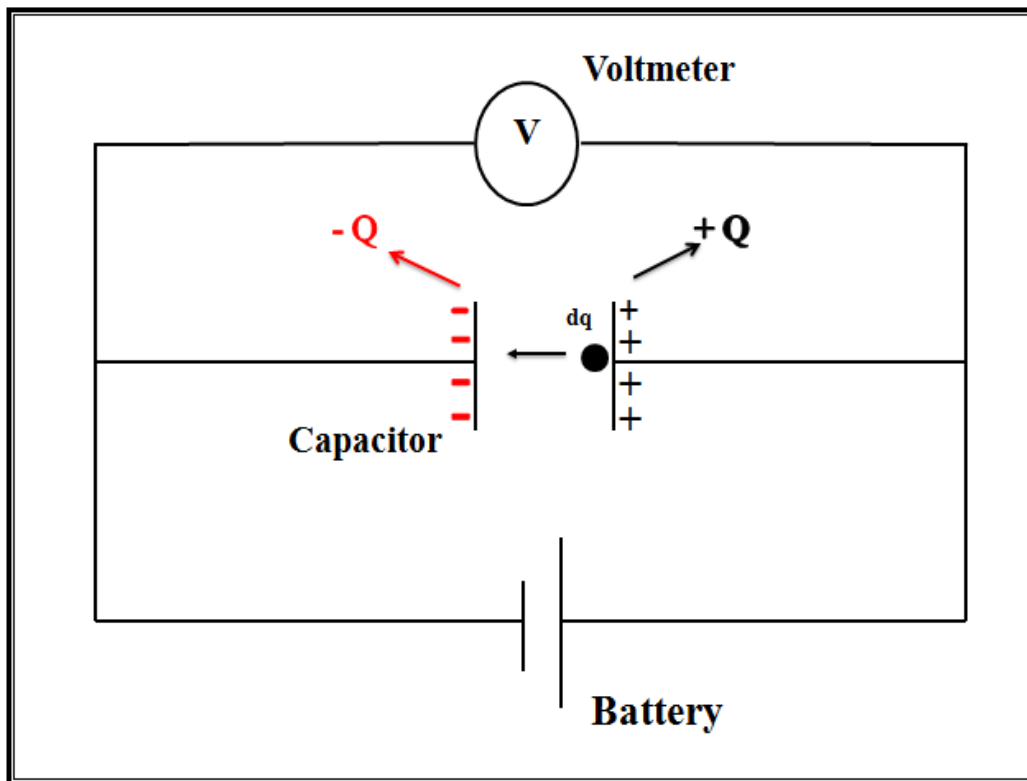 Voltmeter
V
- Q
+ Q
dq
- +
- +
- +
- +
Capacitor
Battery